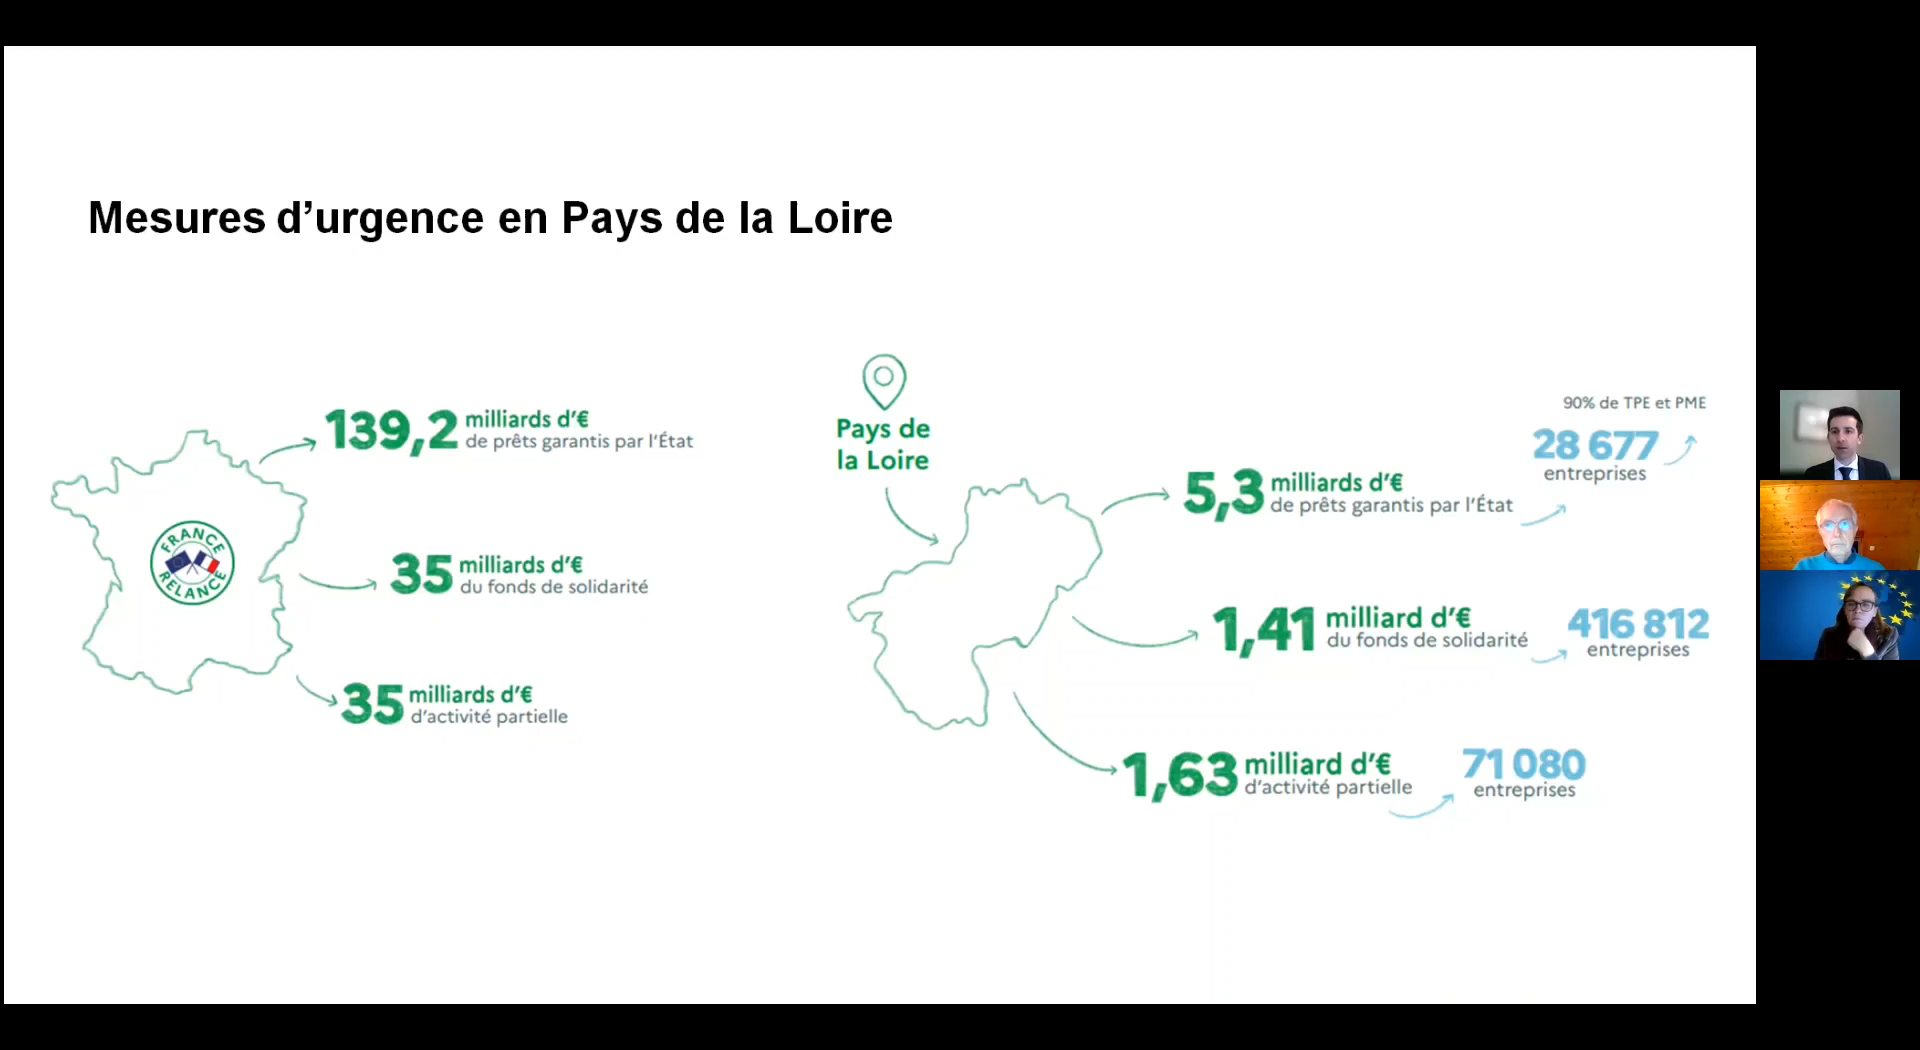 Mesures d’urgence en Pays de la Loire
139,2 milliards d’€
de prêts garantis par l’État
FRANCE
RELANCE
35 milliards d’€
du fonds de solidarité
35 milliards d’€
d’activité partielle
Pays de
la Loire
5,3 milliards d’€
de prêts garantis par l’État
90% de TPE et PME
28 677
entreprises
1,41 milliard d’€
du fonds de solidarité
416 812
entreprises
1,63 milliard d’€
d’activité partielle
71 080
entreprises